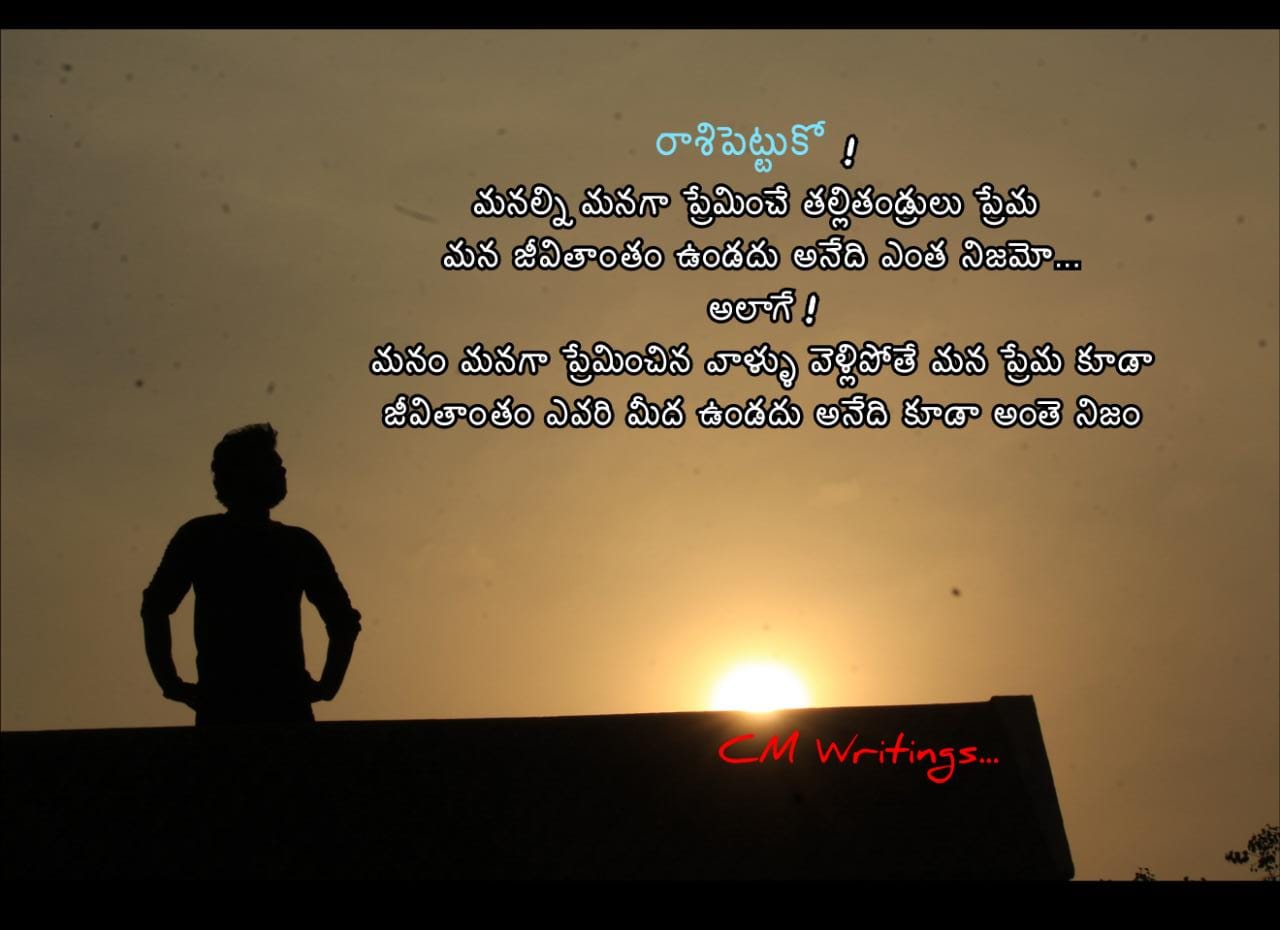 రాశిపెట్టుకో !
మనల్ని మనగా ప్రేమించే తల్లితండ్రులు ప్రేమ
మన జీవితాంతం ఉండదు అనేది ఎంత నిజమో...
అలాగే !
మనం మనగా ప్రేమించిన వాళ్ళు వెళ్లిపోతే మన ప్రేమ కూడా
జీవితాంతం ఎవరి మీద ఉండదు అనేది కూడా అంతె నిజం
CM Writings...